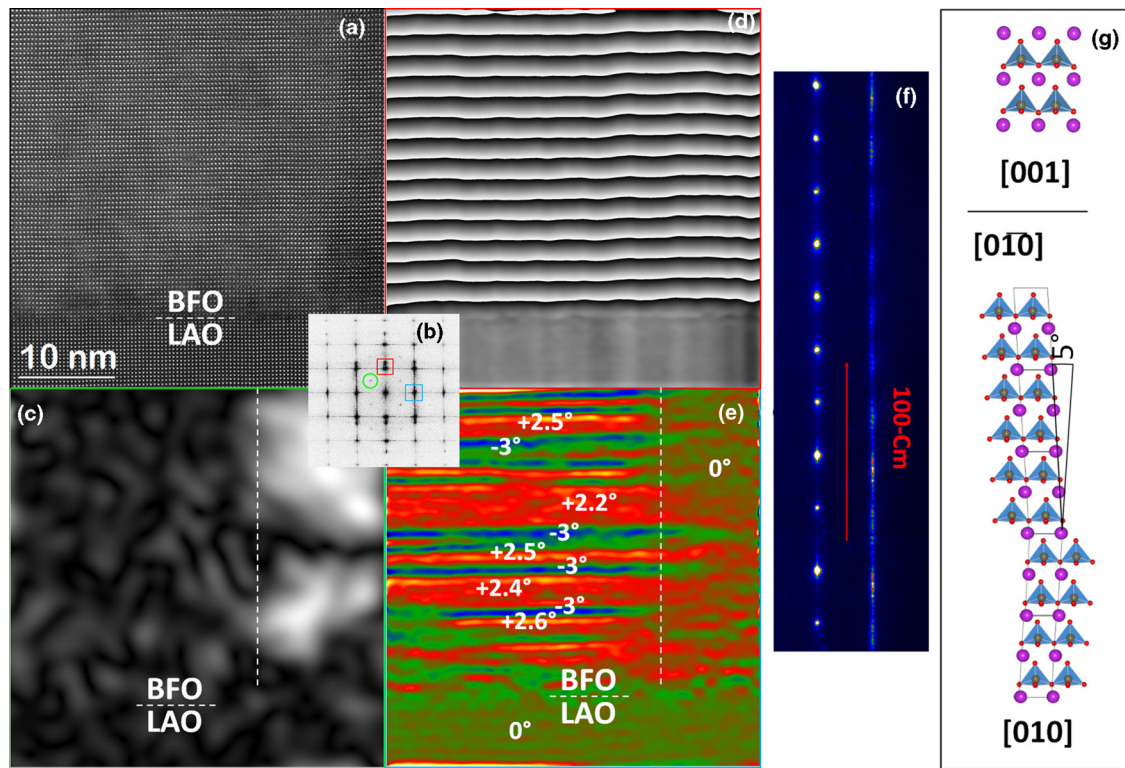 (a)
BFO
LAO
10 nm
(b)
(c)
BFO
LAO
(d)
(e)
+2.5°
-3°
0°
+2.2°
-3°
+2.5°
-3°
+2.4°
-3°
+2.6°
BFO
LAO
0°
(f)
100-Cm
(g)
[001]
[01̅0]
5°
[010]